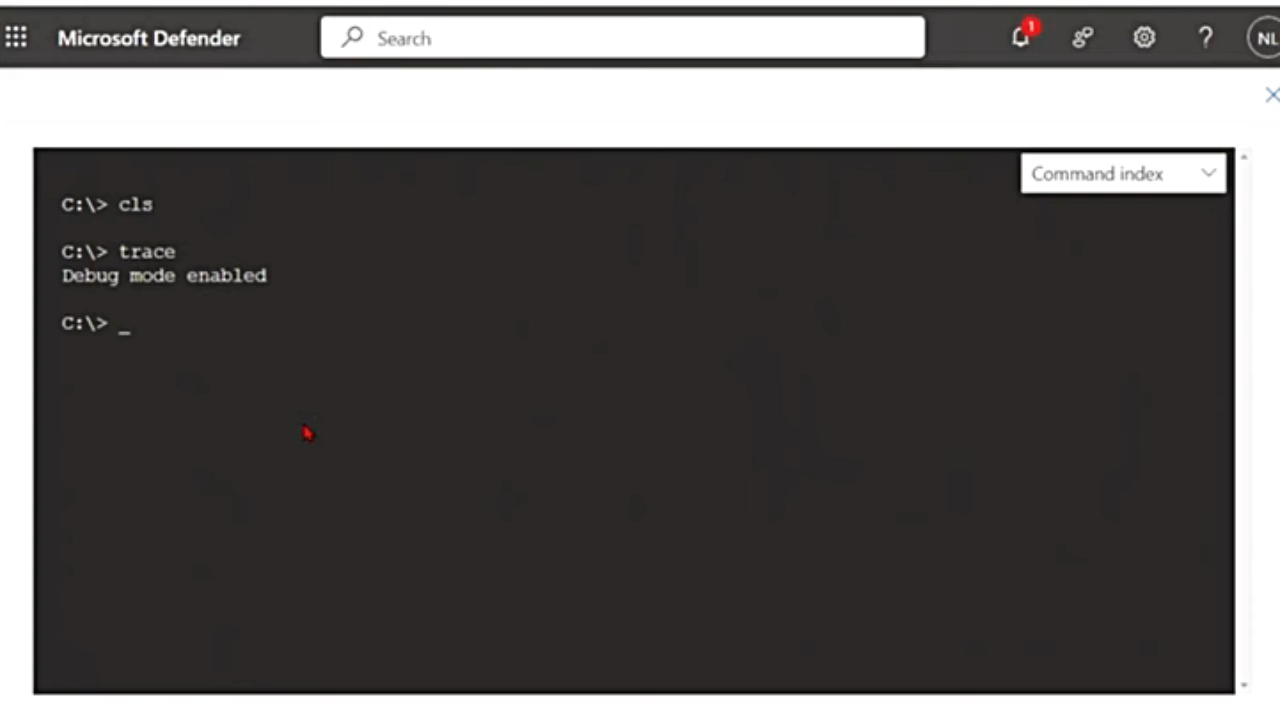 Microsoft Defender
Search
1
?
NL
Command index
C:\> cls
C:\> trace
Debug mode enabled
C:\> _